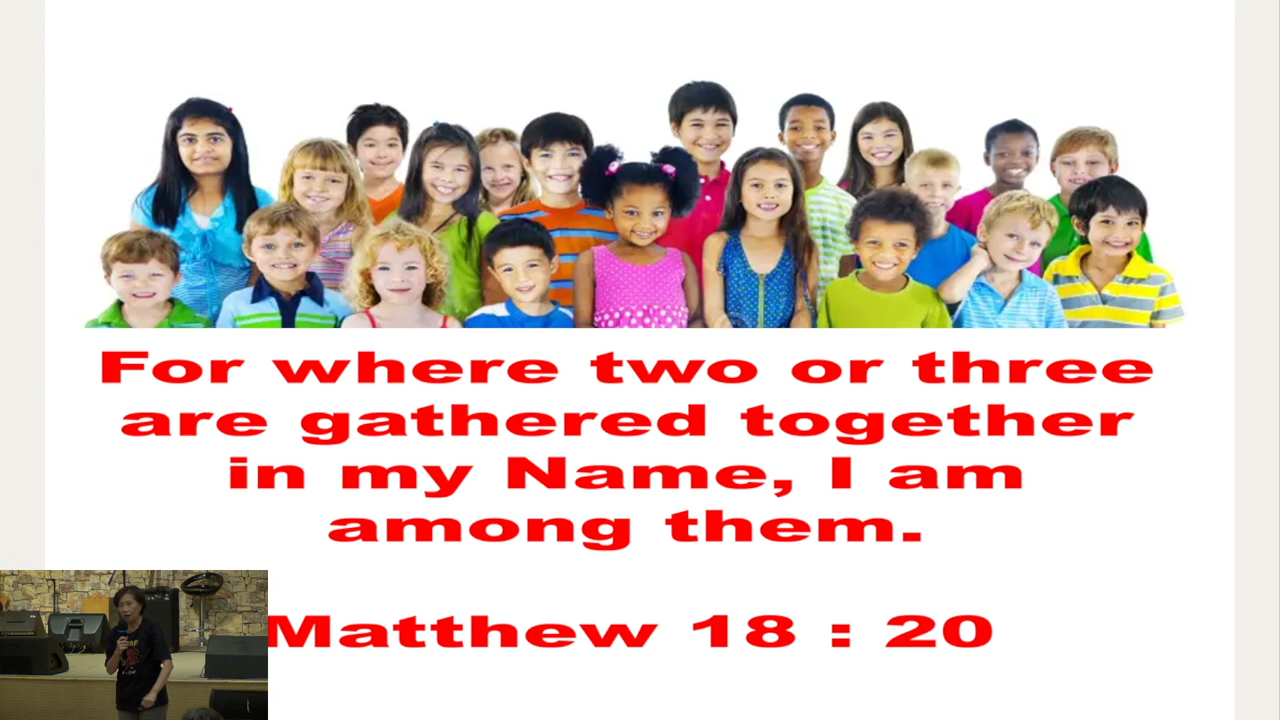 For where two or three
are gathered together
in my Name, I am
among them.
Matthew 18 : 20